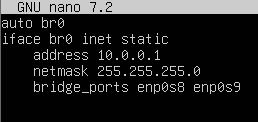 GNU nano 7.2
auto br0
iface br0 inet static
    address 10.0.0.1
    netmask 255.255.255.0
    bridge_ports enp0s8 enp0s9